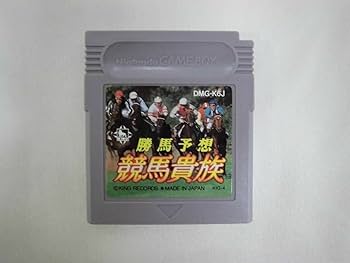 Nintendo GAME BOY
DMG-K6J
勝馬予想
競馬貴族
©KING RECORDS ★MADE IN JAPAN